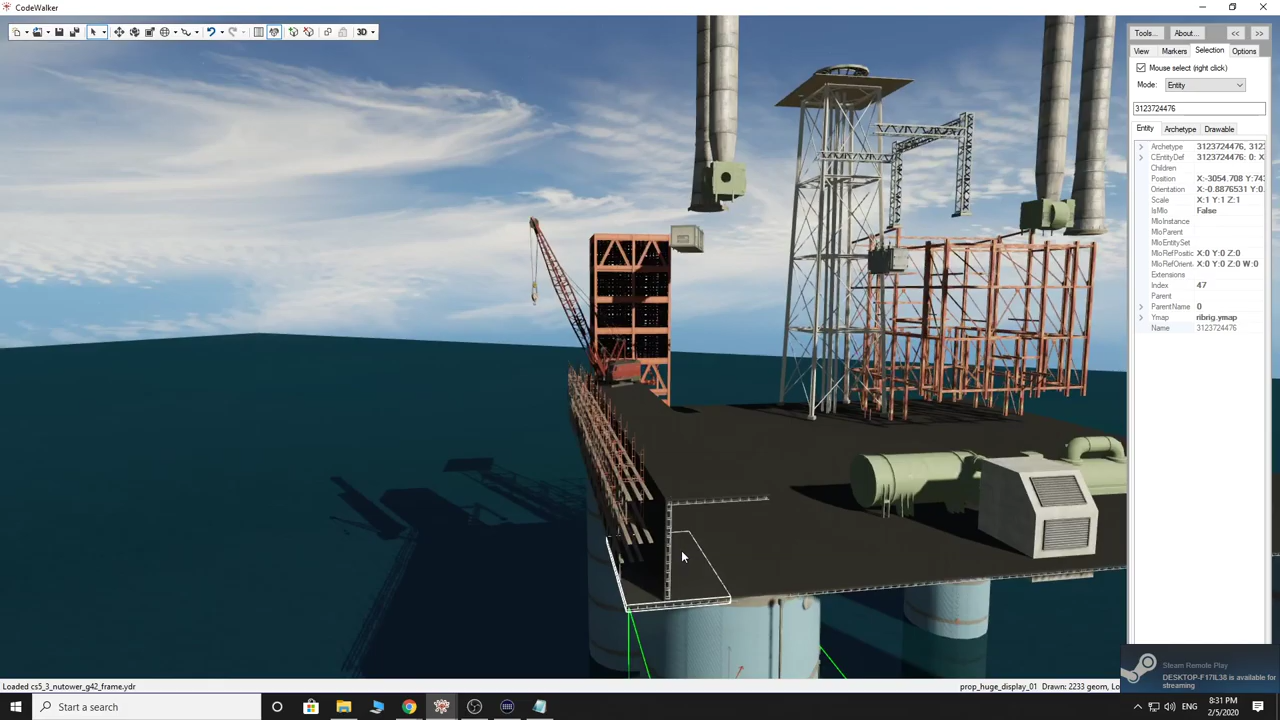 CodeWalker
3D
Tools...
About...
<<
>>
View
Markers
Selection
Options
Mouse select (right click)
Mode:
Entity
3123724476
Entity
Archetype
Drawable
Archetype 3123724476, 312
CEntityDef 3123724476: 0: X
Children
Position X:-3054.708 Y:74
Orientation X:-0.8876531 Y:0.
Scale X:1 Y:1 Z:1
IsMlo False
MloInstance
MloParent
MloEntitySet
MloRefPositic X:0 Y:0 Z:0
MloRefOrient X:0 Y:0 Z:0 W:0
Extensions
Index 47
Parent
ParentName 0
Ymap ribrig.ymap
Name 3123724476
Steam Remote Play
DESKTOP-F17IL38 is available for
streaming
Loaded cs5_3_nutower_g42_frame.ydr
prop_huge_display_01 Drawn: 2233 geom, Lo
Start a search
8:31 PM
2/5/2020